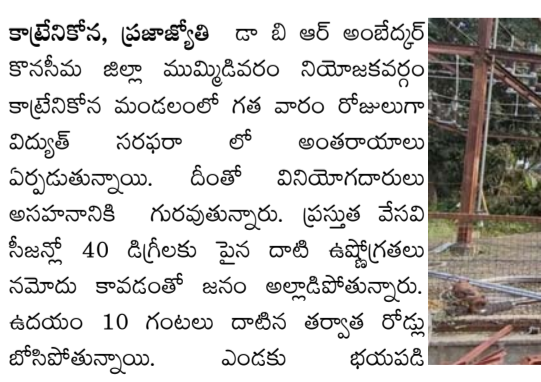 కాట్రేనికోన, ప్రజాజ్యోతి డా బి ఆర్ అంబేద్కర్
కొనసీమ జిల్లా ముమ్మిడివరం నియోజకవర్గం
కాట్రేనికోన మండలంలో గత వారం రోజులుగా
విద్యుత్ సరఫరా లో అంతరాయాలు
ఏర్పడుతున్నాయి. దీంతో వినియోగదారులు
అసహనానికి గురవుతున్నారు. ప్రస్తుత వేసవి
సీజన్లో 40 డిగ్రీలకు పైన దాటి ఉష్ణోగ్రతలు
నమోదు కావడంతో జనం అల్లాడిపోతున్నారు.
ఉదయం 10 గంటలు దాటిన తర్వాత రోడ్లు
బోసిపోతున్నాయి. ఎండకు భయపడి